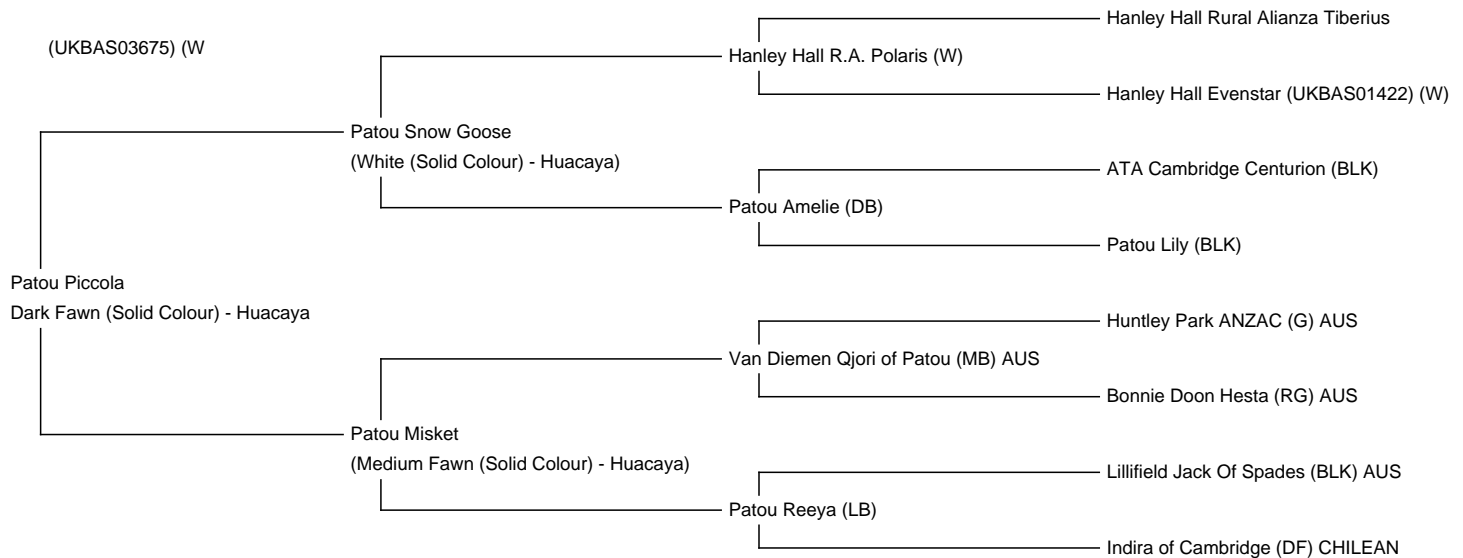 (UKBAS03675) (W
Hanley Hall Rural Alianza Tiberius
Hanley Hall R.A. Polaris (W)
Hanley Hall Evenstar (UKBAS01422) (W)
Patou Snow Goose
(White (Solid Colour) - Huacaya)
ATA Cambridge Centurion (BLK)
Patou Amelie (DB)
Patou Lily (BLK)
Patou Piccola
Dark Fawn (Solid Colour) - Huacaya
Huntley Park ANZAC (G) AUS
Van Diemen Qjori of Patou (MB) AUS
Bonnie Doon Hesta (RG) AUS
Patou Misket
(Medium Fawn (Solid Colour) - Huacaya)
Lillifield Jack Of Spades (BLK) AUS
Patou Reeya (LB)
Indira of Cambridge (DF) CHILEAN